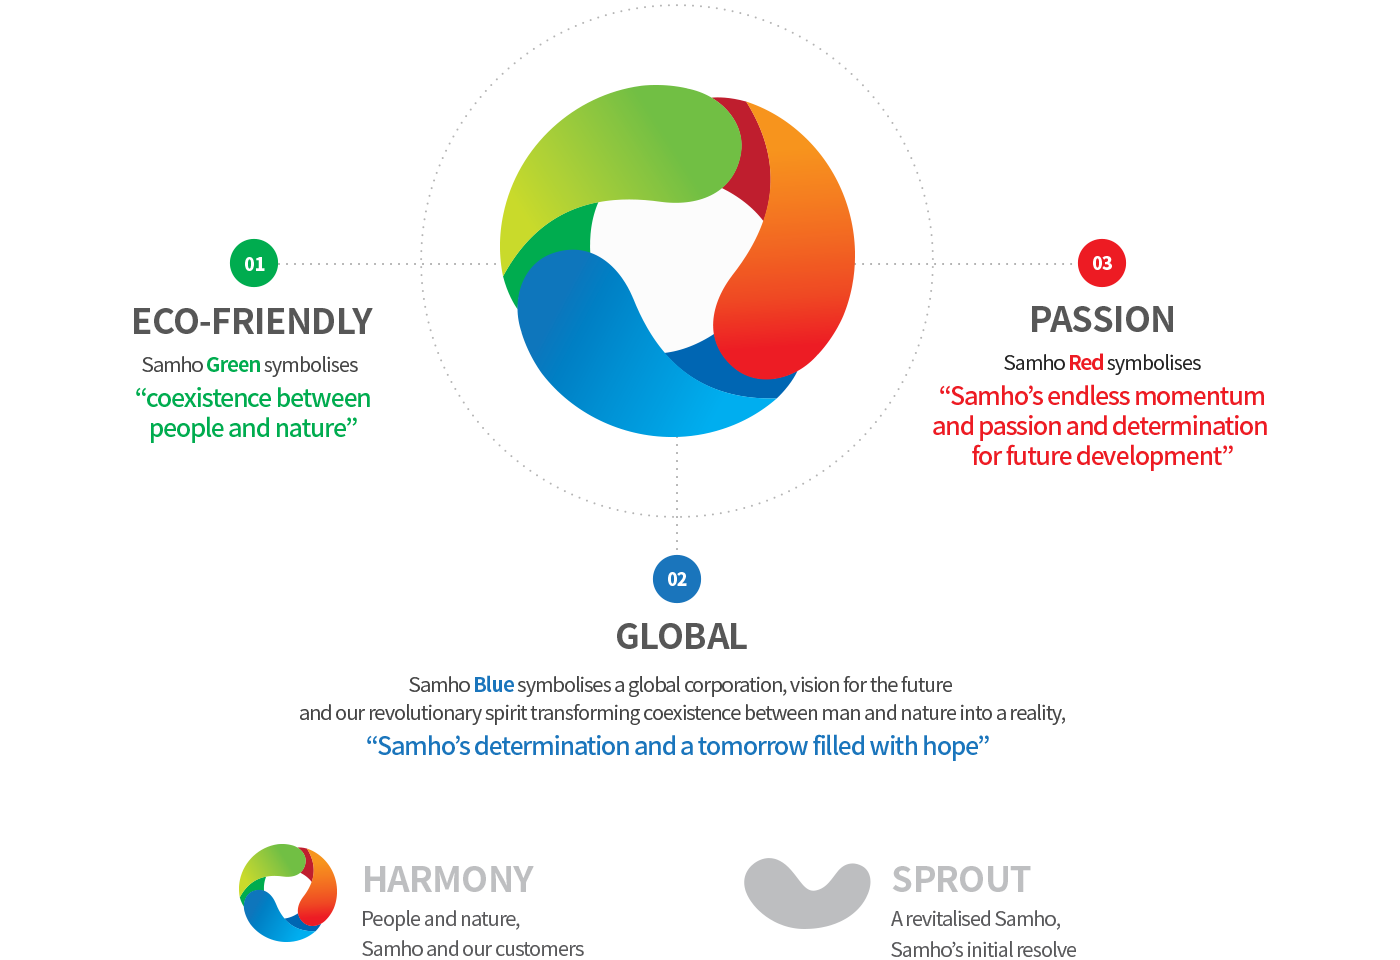 01
ECO-FRIENDLY
Samho Green symbolises
“coexistence between
people and nature”
03
PASSION
Samho Red symbolises
“Samho’s endless momentum
and passion and determination
for future development”
02
GLOBAL
Samho Blue symbolises a global corporation, vision for the future
and our revolutionary spirit transforming coexistence between man and nature into a reality,
“Samho’s determination and a tomorrow filled with hope”
HARMONY
People and nature,
Samho and our customers
SPROUT
A revitalised Samho,
Samho’s initial resolve